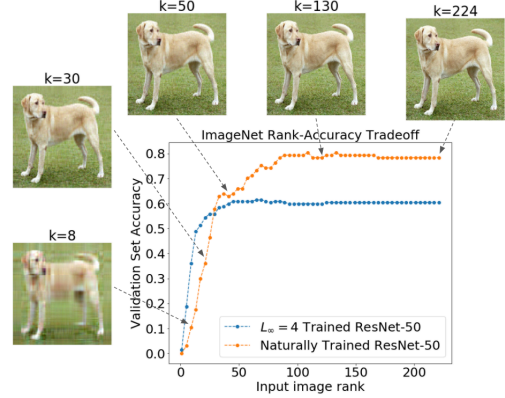 k=50
k=130
k=224
k=30
k=8
ImageNet Rank-Accuracy Tradeoff
Validation Set Accuracy
0.8
0.7
0.6
0.5
0.4
0.3
0.2
0.1
0.0
L∞ = 4 Trained ResNet-50
Naturally Trained ResNet-50
0 50 100 150 200
Input image rank